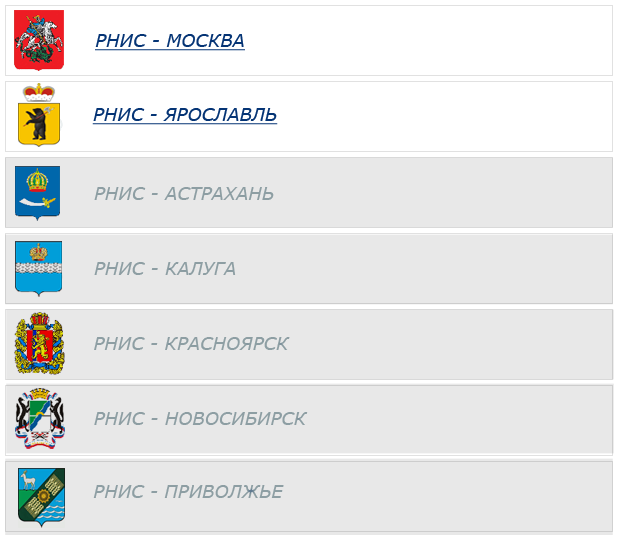 РНИС - МОСКВА
РНИС - ЯРОСЛАВЛЬ
РНИС - АСТРАХАНЬ
РНИС - КАЛУГА
РНИС - КРАСНОЯРСК
РНИС - НОВОСИБИРСК
РНИС - ПРИВОЛЖЬЕ